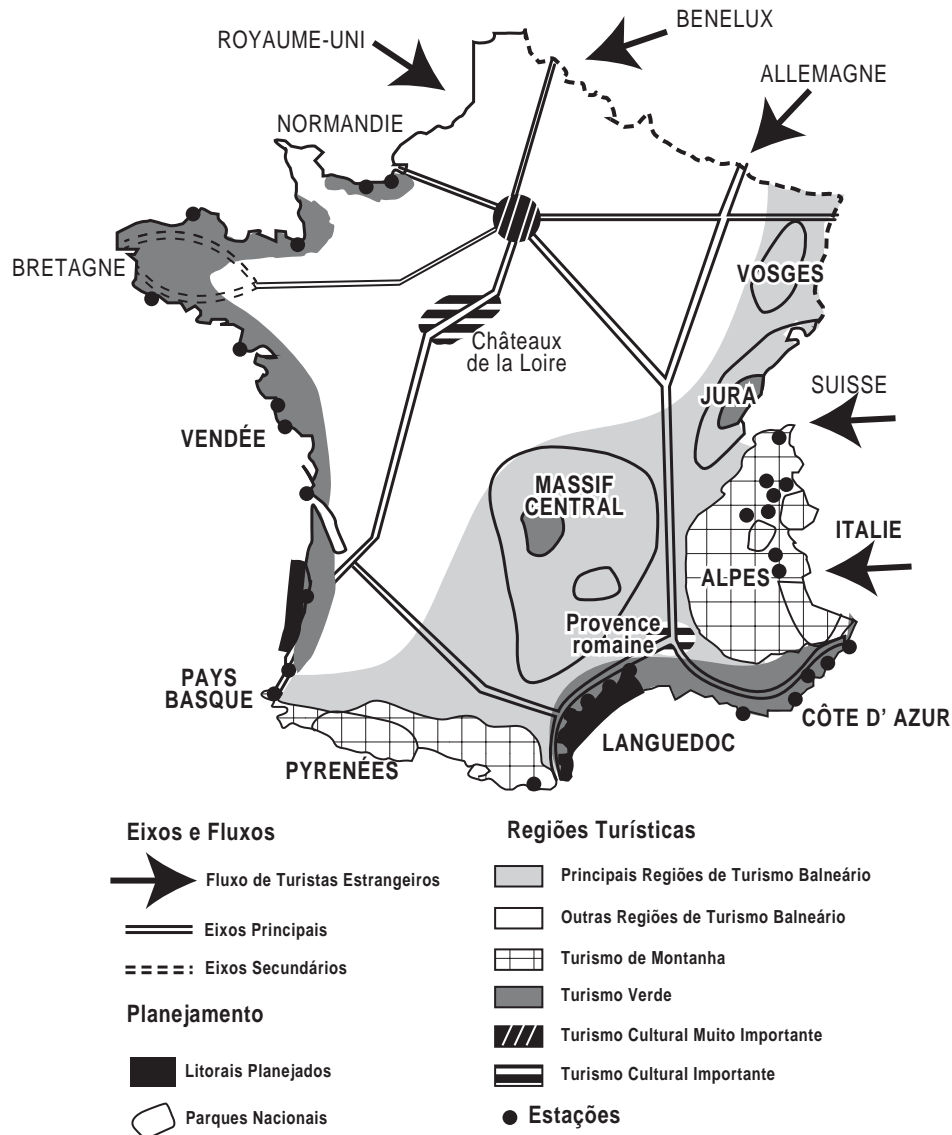 ROYAUME-UNI
BENELUX
ALLEMAGNE
NORMANDIE
BRETAGNE
VOSGES
Châteaux
de la Loire
JURA
SUISSE
VENDÉE
MASSIF
CENTRAL
ITALIE
ALPES
Provence
romaine
PAYS
BASQUE
CÔTE D' AZUR
LANGUEDOC
PYRENÉES
Eixos e Fluxos
Fluxo de Turistas Estrangeiros
Eixos Principais
Eixos Secundários
Planejamento
Litorais Planejados
Parques Nacionais
Regiões Turísticas
Principais Regiões de Turismo Balneário
Outras Regiões de Turismo Balneário
Turismo de Montanha
Turismo Verde
Turismo Cultural Muito Importante
Turismo Cultural Importante
Estações